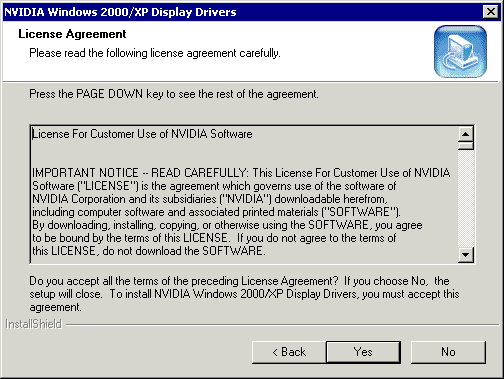 NVIDIA Windows 2000/XP Display Drivers
License Agreement
Please read the following license agreement carefully.
Press the PAGE DOWN key to see the rest of the agreement.
License For Customer Use of NVIDIA Software
IMPORTANT NOTICE -- READ CAREFULLY: This License For Customer Use of NVIDIA
Software ("LICENSE") is the agreement which governs use of the software of
NVIDIA Corporation and its subsidiaries ("NVIDIA") downloadable herefrom,
including computer software and associated printed materials ("SOFTWARE").
By downloading, installing, copying, or otherwise using the SOFTWARE, you agree
to be bound by the terms of this LICENSE.  If you do not agree to the terms of
this LICENSE, do not download the SOFTWARE.
Do you accept all the terms of the preceding License Agreement?  If you choose No,  the
setup will close.  To install NVIDIA Windows 2000/XP Display Drivers, you must accept this
agreement.
InstallShield
< Back
Yes
No